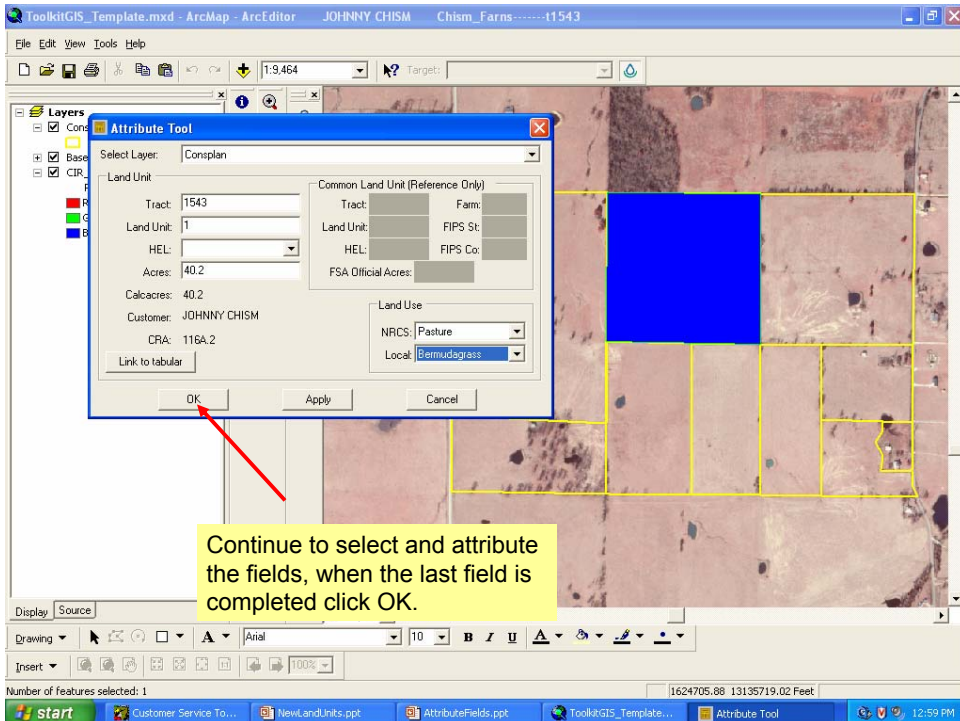 ToolkitGIS_Template.mxd - ArcMap - ArcEditor JOHNNY CHISM Chism_Farns-------t1543
File Edit View Tools Help
1:9,464 Target:
Layers
Cons
Base
CIR_
R
G
B
Attribute Tool
Select Layer: Consplan
Land Unit
Tract: 1543
Land Unit: 1
HEL:
Acres: 40.2
Calcacres: 40.2
Customer: JOHNNY CHISM
CRA: 116A.2
Link to tabular
Common Land Unit (Reference Only)
Tract: Farm:
Land Unit: FIPS St:
HEL: FIPS Co:
FSA Official Acres:
Land Use
NRCS: Pasture
Local: Bermudagrass
OK Apply Cancel
Continue to select and attribute
the fields, when the last field is
completed click OK.
Display Source
Drawing A Arial 10 B I U A
Insert 100%
Number of features selected: 1 1624705.88 13135719.02 Feet
start Customer Service To... NewLandUnits.ppt AttributeFields.ppt ToolkitGIS_Template... Attribute Tool 12:59 PM